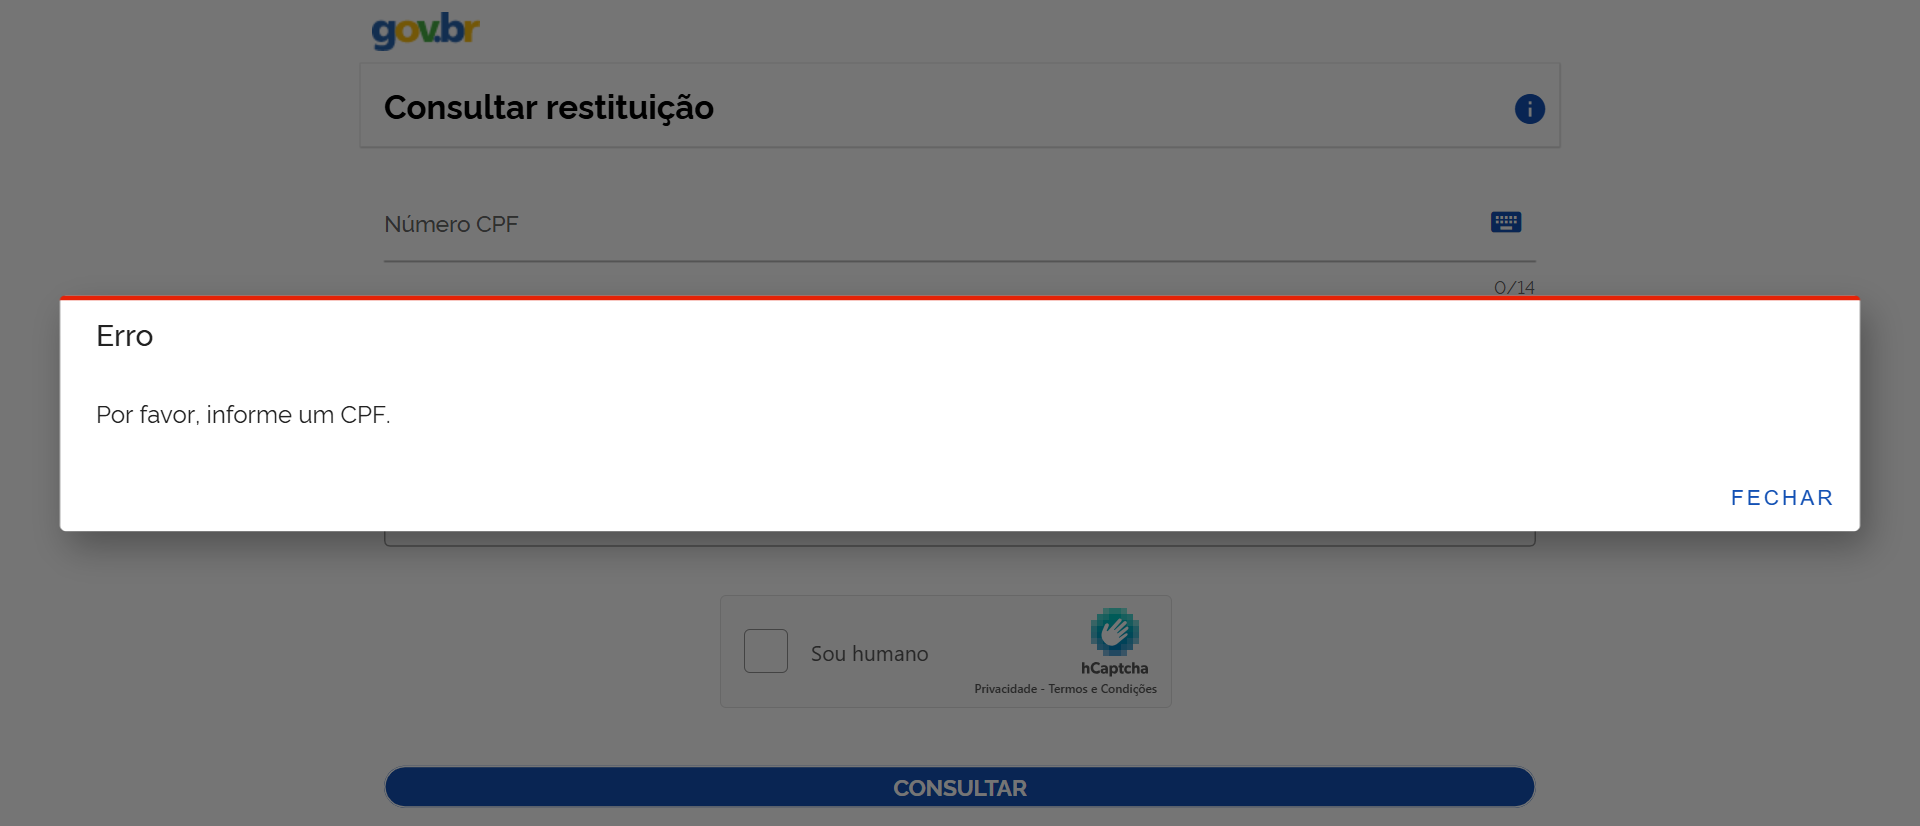 gov.br
Consultar restituição
Número CPF
0/14
Erro
Por favor, informe um CPF.
FECHAR
Sou humano
hCaptcha
Privacidade - Termos e Condições
CONSULTAR